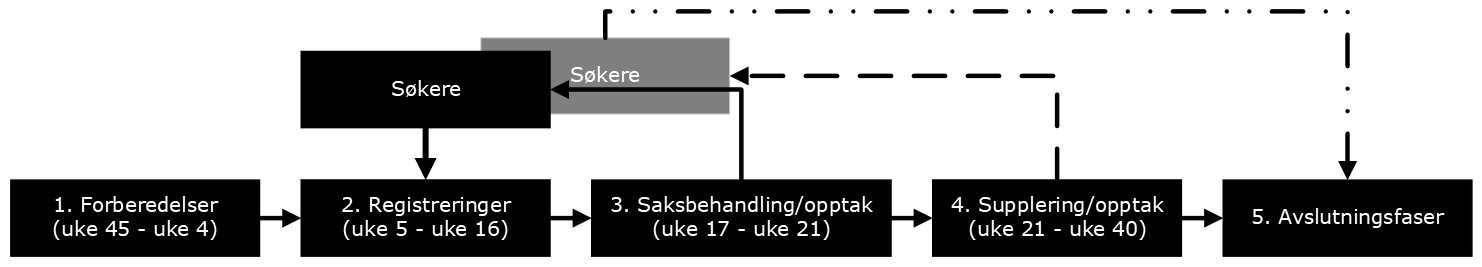 Søkere
Søkere
1. Forberedelser
(uke 45 - uke 4)
2. Registreringer
(uke 5 - uke 16)
3. Saksbehandling/opptak
(uke 17 - uke 21)
4. Supplering/opptak
(uke 21 - uke 40)
5. Avslutningsfaser